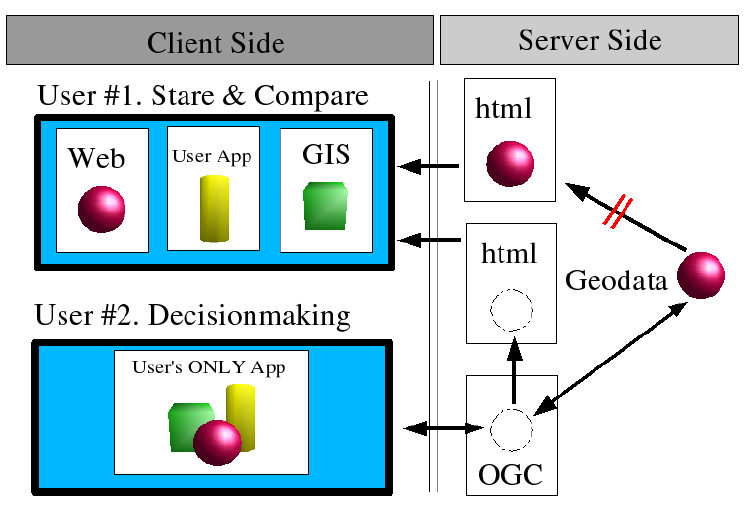 Client Side
Server Side
User #1. Stare & Compare
Web
User App
GIS
html
html
Geodata
User #2. Decisionmaking
User's ONLY App
OGC